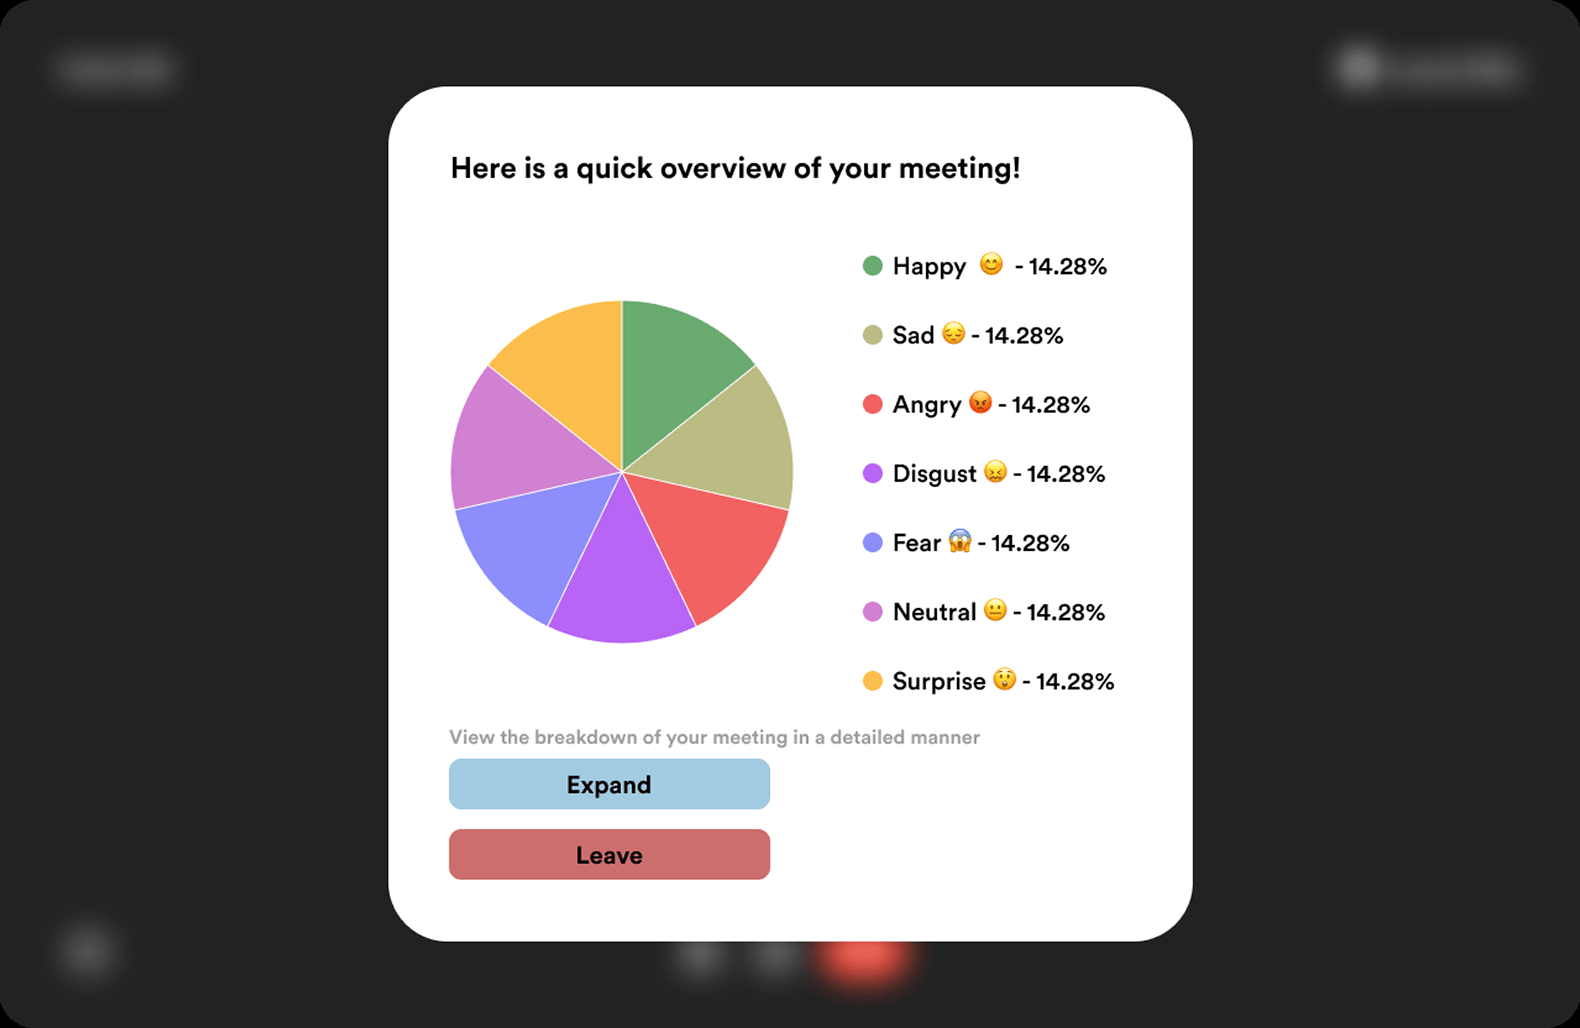 Here is a quick overview of your meeting!
Happy 😊 - 14.28%
Sad 😔 - 14.28%
Angry 😡 - 14.28%
Disgust 😖 - 14.28%
Fear 😱 - 14.28%
Neutral 😐 - 14.28%
Surprise 😲 - 14.28%
View the breakdown of your meeting in a detailed manner
Expand
Leave